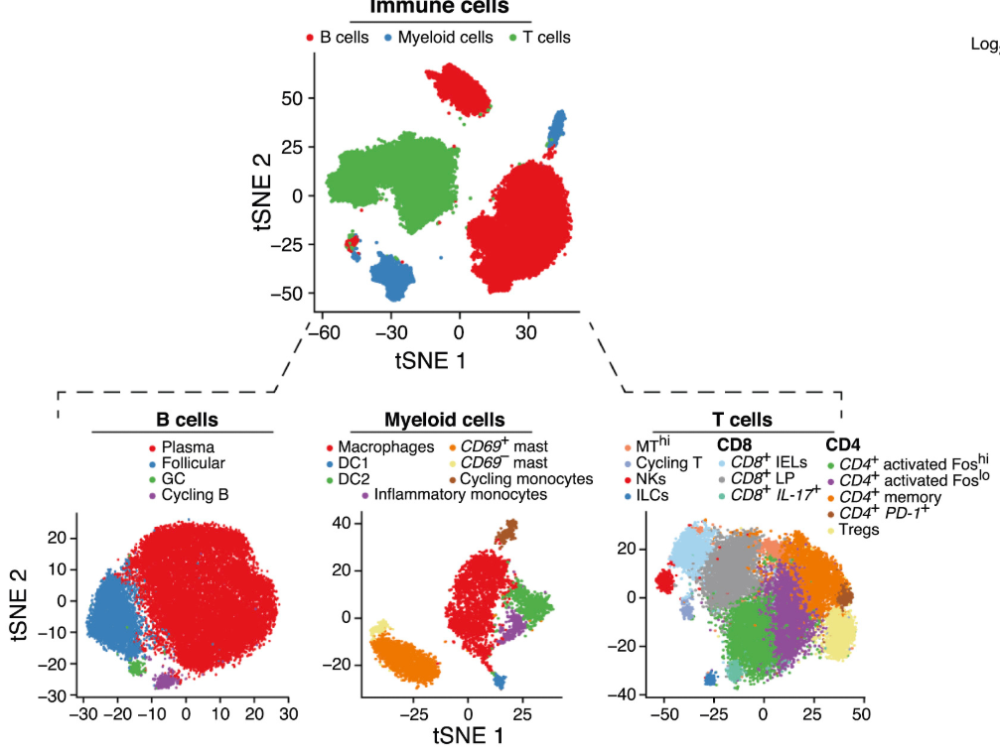 Immune cells
B cells Myeloid cells T cells
Log₂
50
25
0
−25
−50
tSNE 2
−60 −30 0 30
tSNE 1
B cells
Plasma
Follicular
GC
Cycling B
20
10
0
−10
−20
−30
tSNE 2
−30 −20 −10 0 10 20 30
Myeloid cells
Macrophages CD69⁺ mast
DC1 CD69⁻ mast
DC2 Cycling monocytes
Inflammatory monocytes
40
20
0
−20
−25 0 25
tSNE 1
T cells
MTʰⁱ CD8 CD4
Cycling T CD8⁺ IELs CD4⁺ activated Fosʰⁱ
NKs CD8⁺ LP CD4⁺ activated Fosˡᵒ
ILCs CD8⁺ IL-17⁺ CD4⁺ memory
CD4⁺ PD-1⁺
Tregs
20
0
−20
−40
−50 −25 0 25 50